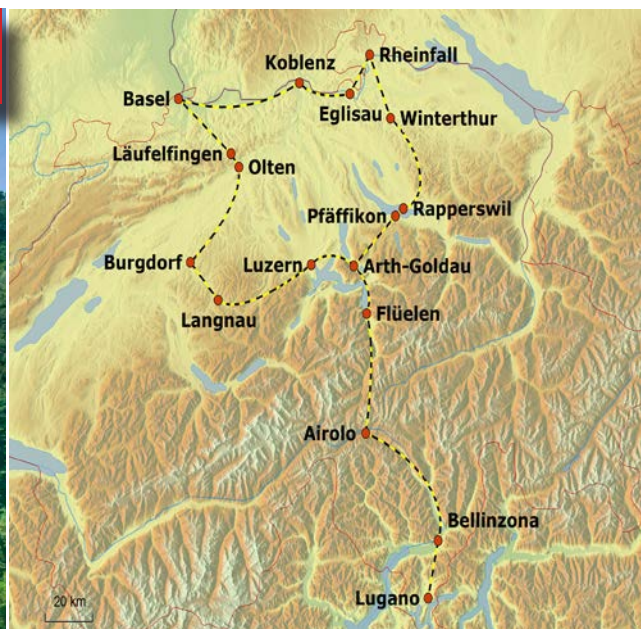 Koblenz
Rheinfall
Basel
Eglisau
Winterthur
Läufelfingen
Olten
Pfäffikon
Rapperswil
Burgdorf
Luzern
Arth-Goldau
Langnau
Flüelen
Airolo
Bellinzona
Lugano
20 km